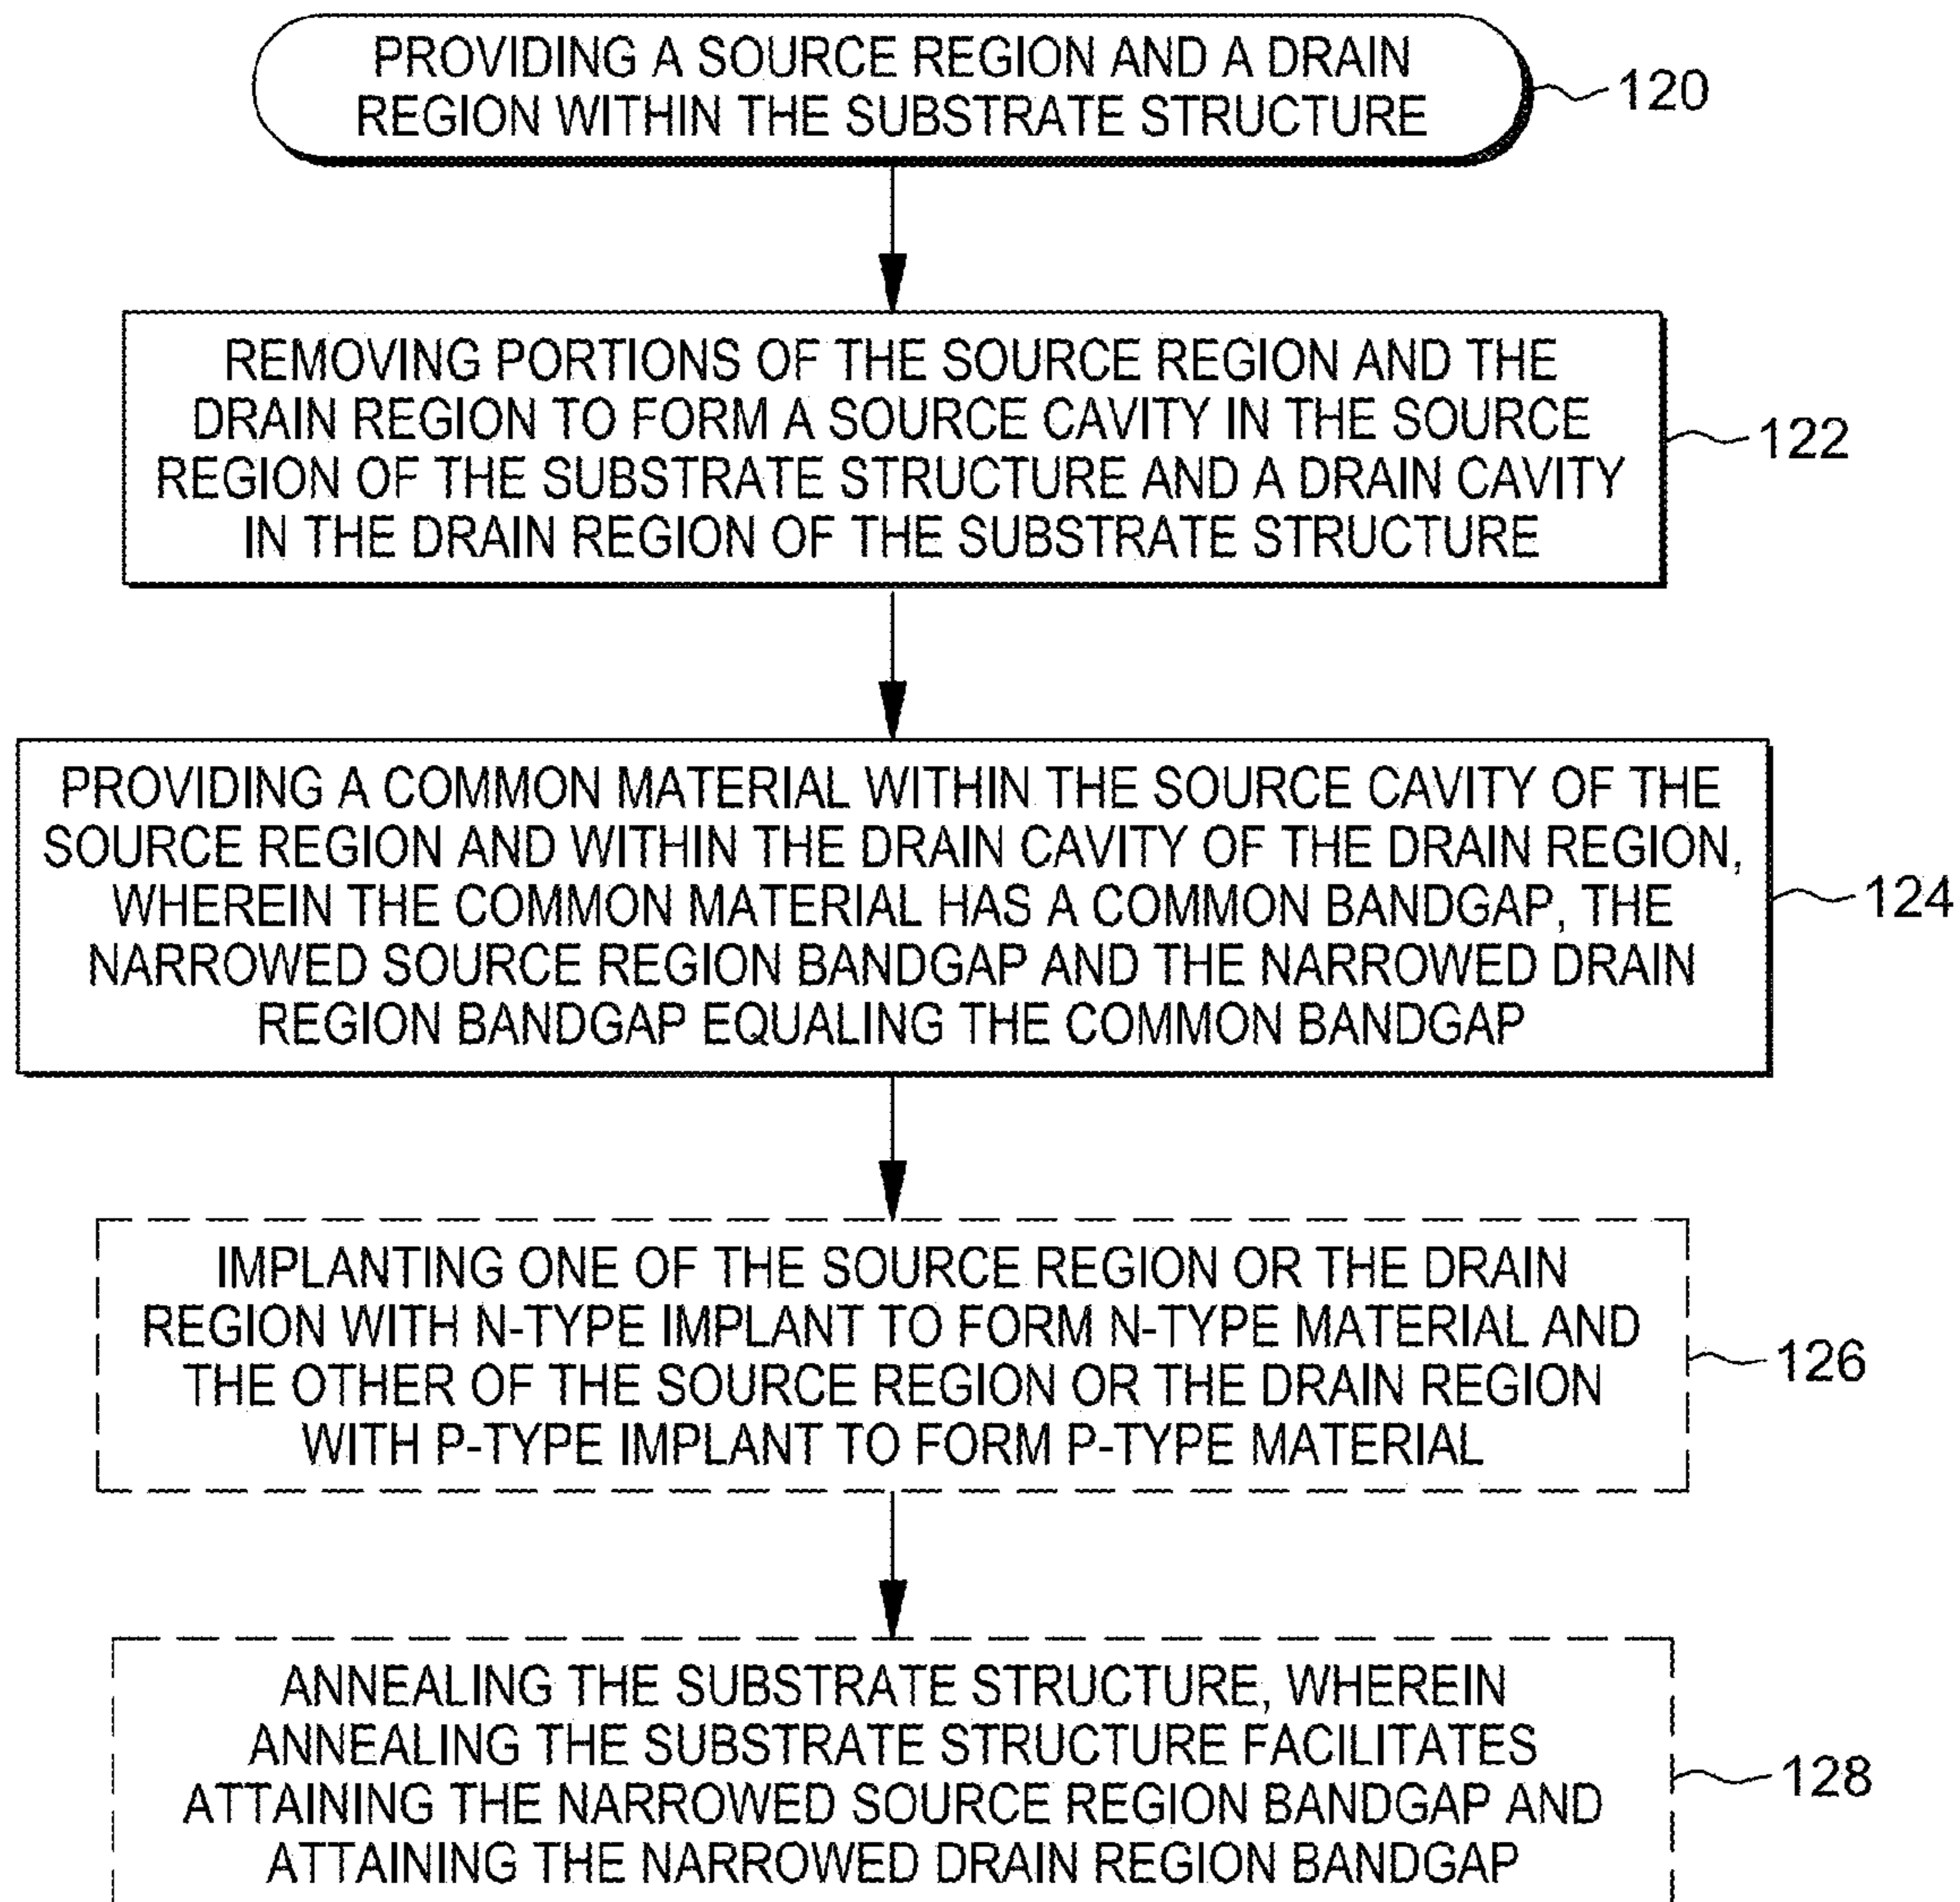 PROVIDING A SOURCE REGION AND A DRAIN
REGION WITHIN THE SUBSTRATE STRUCTURE
120
REMOVING PORTIONS OF THE SOURCE REGION AND THE
DRAIN REGION TO FORM A SOURCE CAVITY IN THE SOURCE
REGION OF THE SUBSTRATE STRUCTURE AND A DRAIN CAVITY
IN THE DRAIN REGION OF THE SUBSTRATE STRUCTURE
122
PROVIDING A COMMON MATERIAL WITHIN THE SOURCE CAVITY OF THE
SOURCE REGION AND WITHIN THE DRAIN CAVITY OF THE DRAIN REGION,
WHEREIN THE COMMON MATERIAL HAS A COMMON BANDGAP, THE
NARROWED SOURCE REGION BANDGAP AND THE NARROWED DRAIN
REGION BANDGAP EQUALING THE COMMON BANDGAP
124
IMPLANTING ONE OF THE SOURCE REGION OR THE DRAIN
REGION WITH N-TYPE IMPLANT TO FORM N-TYPE MATERIAL AND
THE OTHER OF THE SOURCE REGION OR THE DRAIN REGION
WITH P-TYPE IMPLANT TO FORM P-TYPE MATERIAL
126
ANNEALING THE SUBSTRATE STRUCTURE, WHEREIN
ANNEALING THE SUBSTRATE STRUCTURE FACILITATES
ATTAINING THE NARROWED SOURCE REGION BANDGAP AND
ATTAINING THE NARROWED DRAIN REGION BANDGAP
128